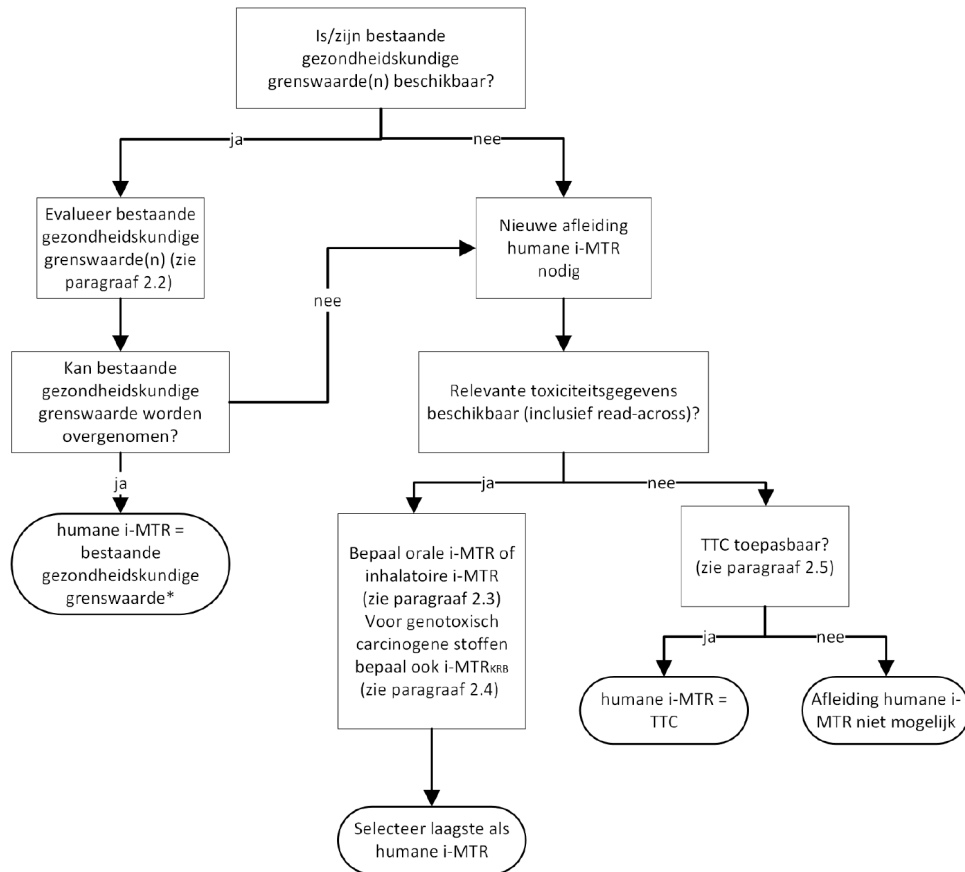 Is/zijn bestaande
gezondheidskundige
grenswaarde(n) beschikbaar?
ja
nee
Evalueer bestaande
gezondheidskundige
grenswaarde(n) (zie
paragraaf 2.2)
Nieuwe afleiding
humane i-MTR
nodig
nee
Kan bestaande
gezondheidskundige
grenswaarde worden
overgenomen?
Relevante toxiciteitsgegevens
beschikbaar (inclusief read-across)?
ja
ja
nee
humane i-MTR =
bestaande
gezondheidskundige
grenswaarde*
Bepaal orale i-MTR of
inhalatoire i-MTR
(zie paragraaf 2.3)
Voor genotoxisch
carcinogene stoffen
bepaal ook i-MTRKRB
(zie paragraaf 2.4)
TTC toepasbaar?
(zie paragraaf 2.5)
ja
nee
humane i-MTR =
TTC
Afleiding humane i-
MTR niet mogelijk
Selecteer laagste als
humane i-MTR